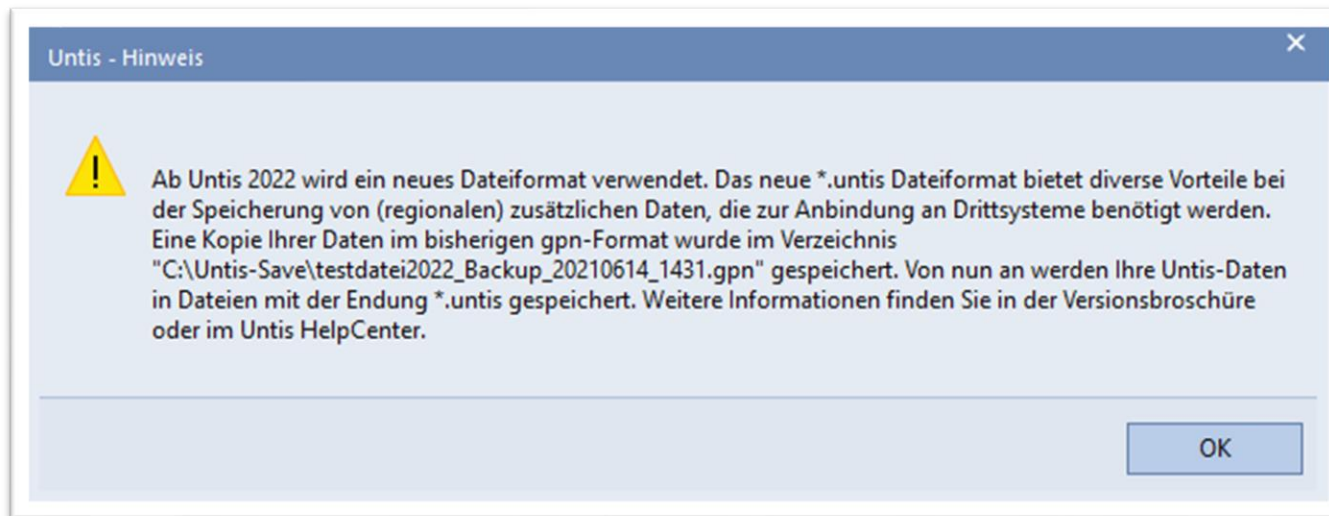 Untis - Hinweis
Ab Untis 2022 wird ein neues Dateiformat verwendet. Das neue *.untis Dateiformat bietet diverse Vorteile bei
der Speicherung von (regionalen) zusätzlichen Daten, die zur Anbindung an Drittsysteme benötigt werden.
Eine Kopie Ihrer Daten im bisherigen gpn-Format wurde im Verzeichnis
"C:\Untis-Save\testdatei2022_Backup_20210614_1431.gpn" gespeichert. Von nun an werden Ihre Untis-Daten
in Dateien mit der Endung *.untis gespeichert. Weitere Informationen finden Sie in der Versionsbroschüre
oder im Untis HelpCenter.
OK